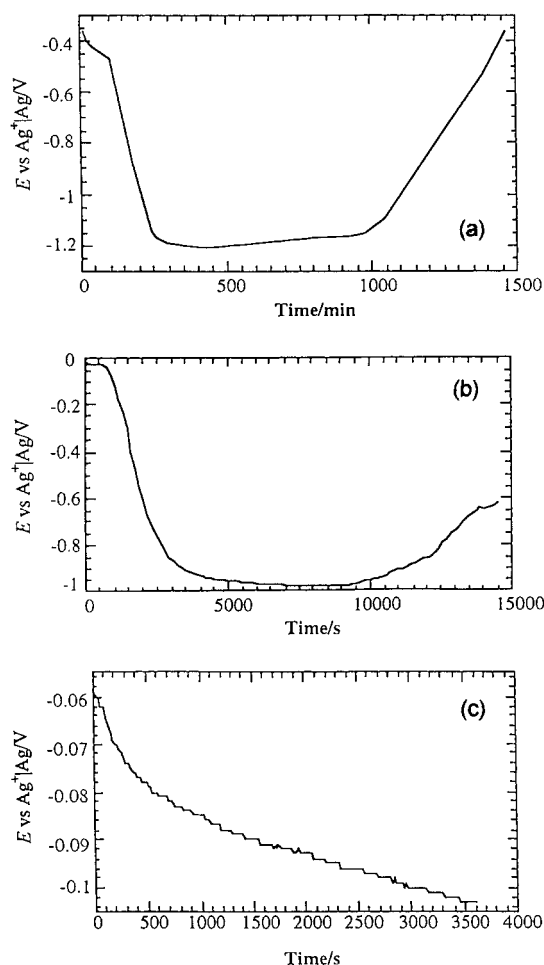 -0.4
-0.6
-0.8
-1
-1.2
E vs Ag⁺|Ag/V
(a)
0 500 1000 1500
Time/min
0
-0.2
-0.4
-0.6
-0.8
-1
E vs Ag⁺|Ag/V
(b)
0 5000 10000 15000
Time/s
-0.06
-0.07
-0.08
-0.09
-0.1
E vs Ag⁺|Ag/V
(c)
0 500 1000 1500 2000 2500 3000 3500 4000
Time/s